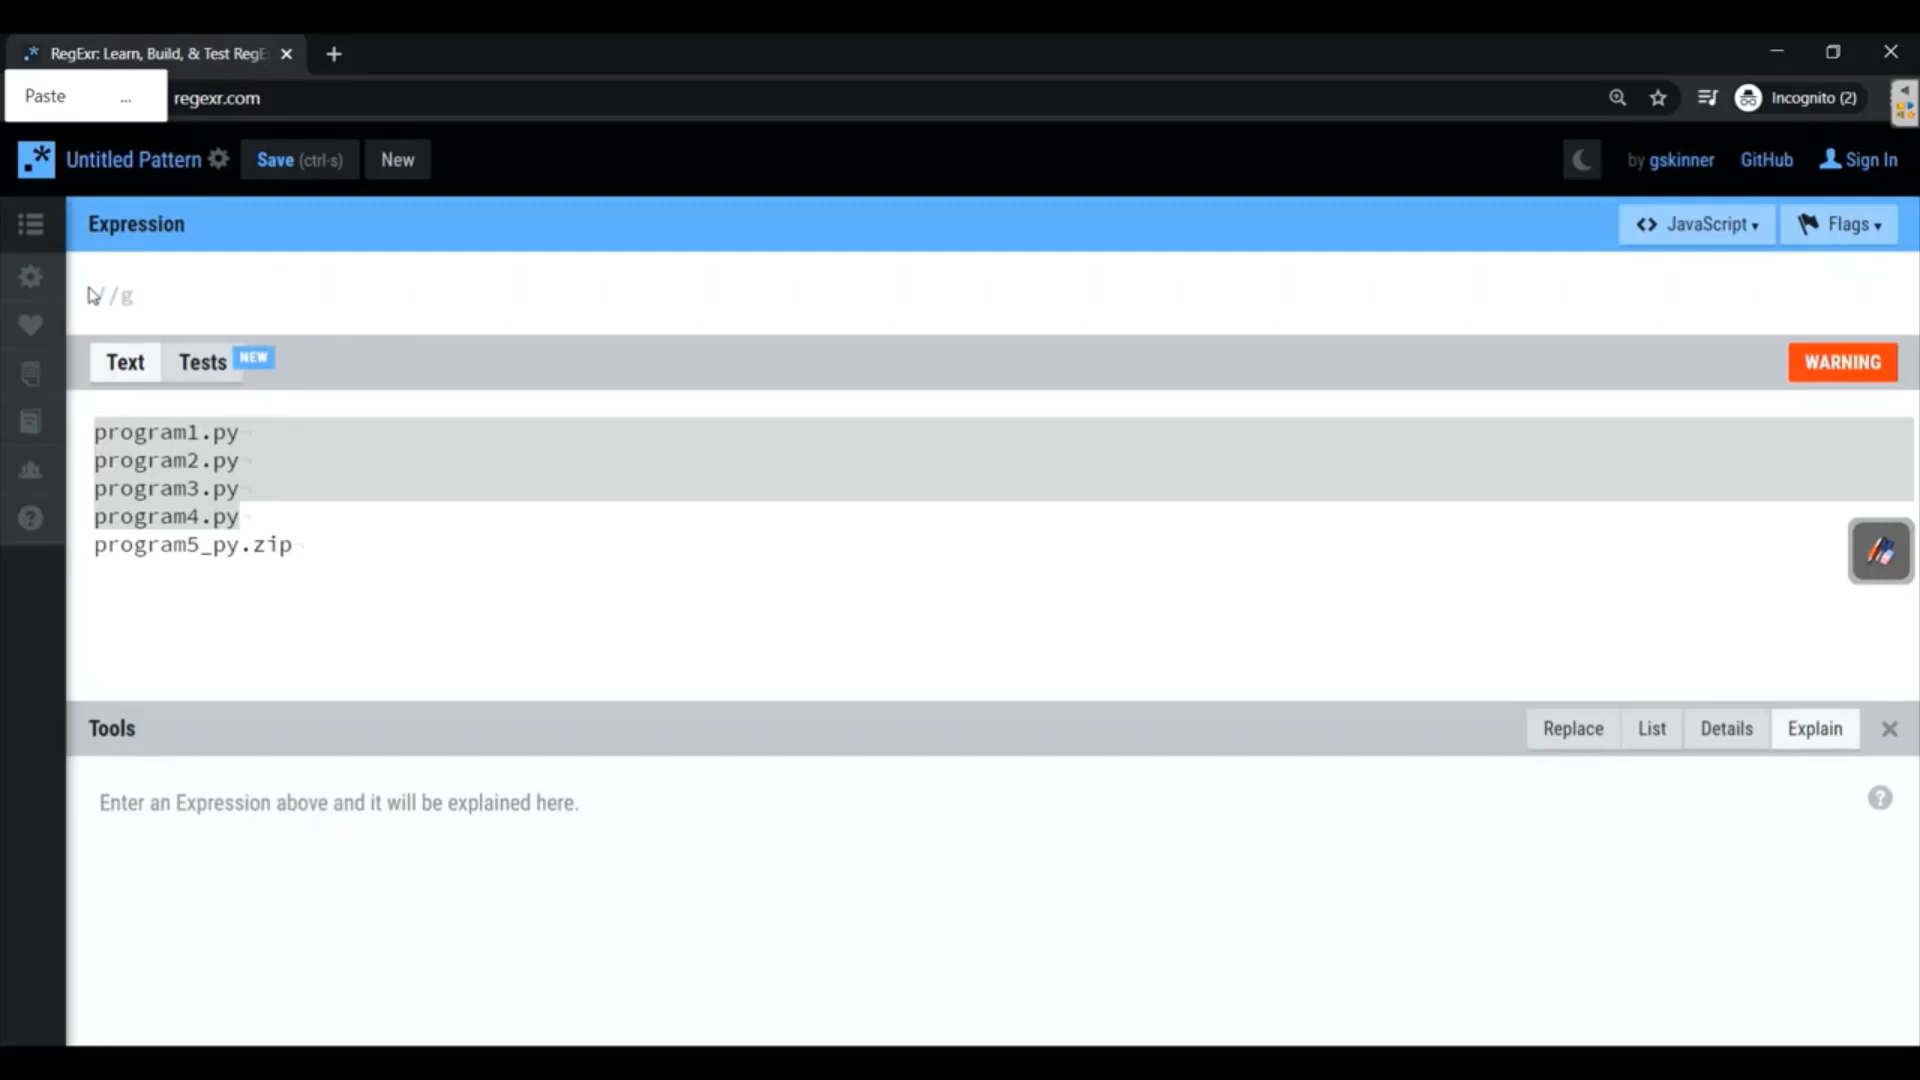 RegExr: Learn, Build, & Test RegE
Paste ...
regexr.com
Incognito (2)
Untitled Pattern
Save (ctrl-s)
New
by gskinner
GitHub
Sign In
Expression
<> JavaScript
Flags
/g
Text
Tests
NEW
WARNING
program1.py
program2.py
program3.py
program4.py
program5_py.zip
Tools
Replace
List
Details
Explain
Enter an Expression above and it will be explained here.